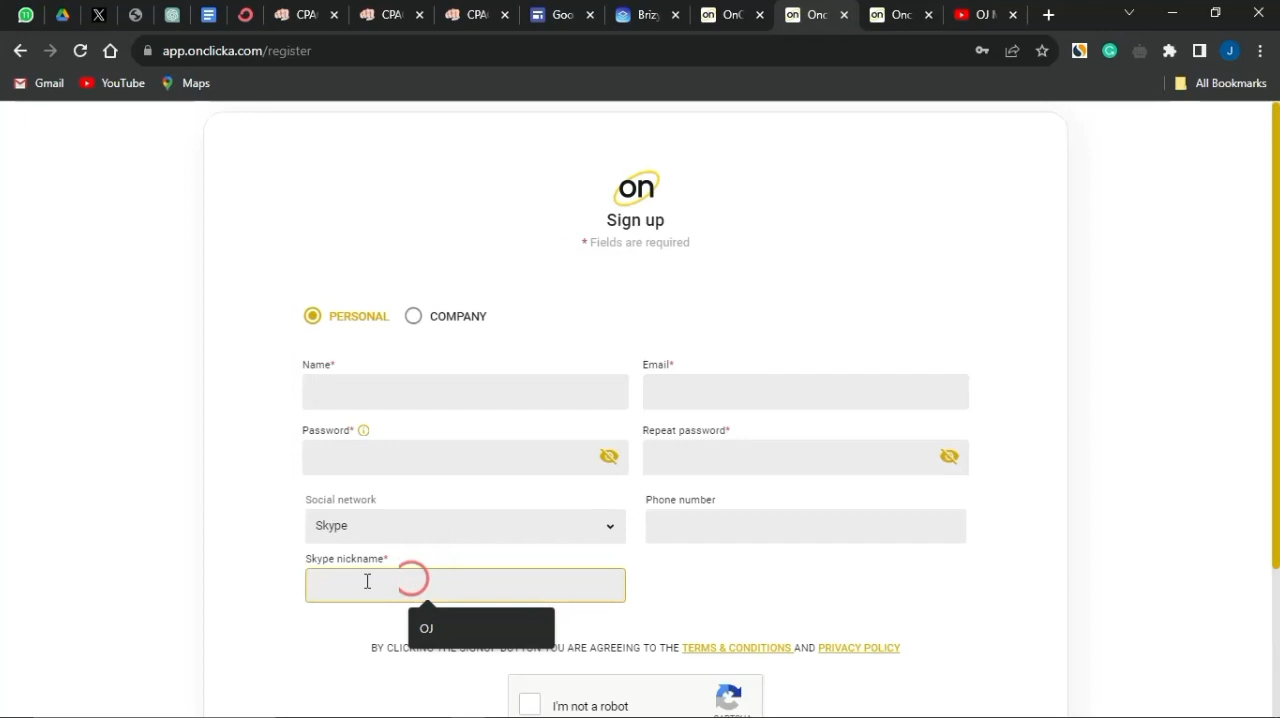 CPA
CPA
CPA
Goo
Brizy
OnC
Onc
Onc
OJ M
app.onclicka.com/register
J
Gmail
YouTube
Maps
All Bookmarks
on
Sign up
* Fields are required
PERSONAL
COMPANY
Name*
Email*
Password*
Repeat password*
Social network
Phone number
Skype
Skype nickname*
OJ
BY CLICKING THE SIGNUP BUTTON YOU ARE AGREEING TO THE TERMS & CONDITIONS AND PRIVACY POLICY
I'm not a robot